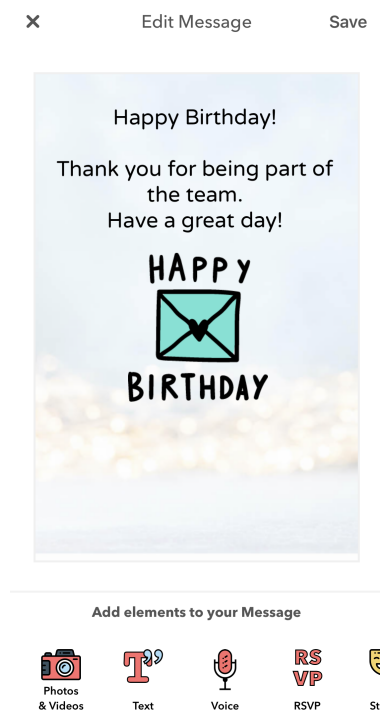 Edit Message
Save
Happy Birthday!
Thank you for being part of
the team.
Have a great day!
HAPPY
BIRTHDAY
Add elements to your Message
RS
VP
Photos
& Videos
Text
Voice
RSVP
St